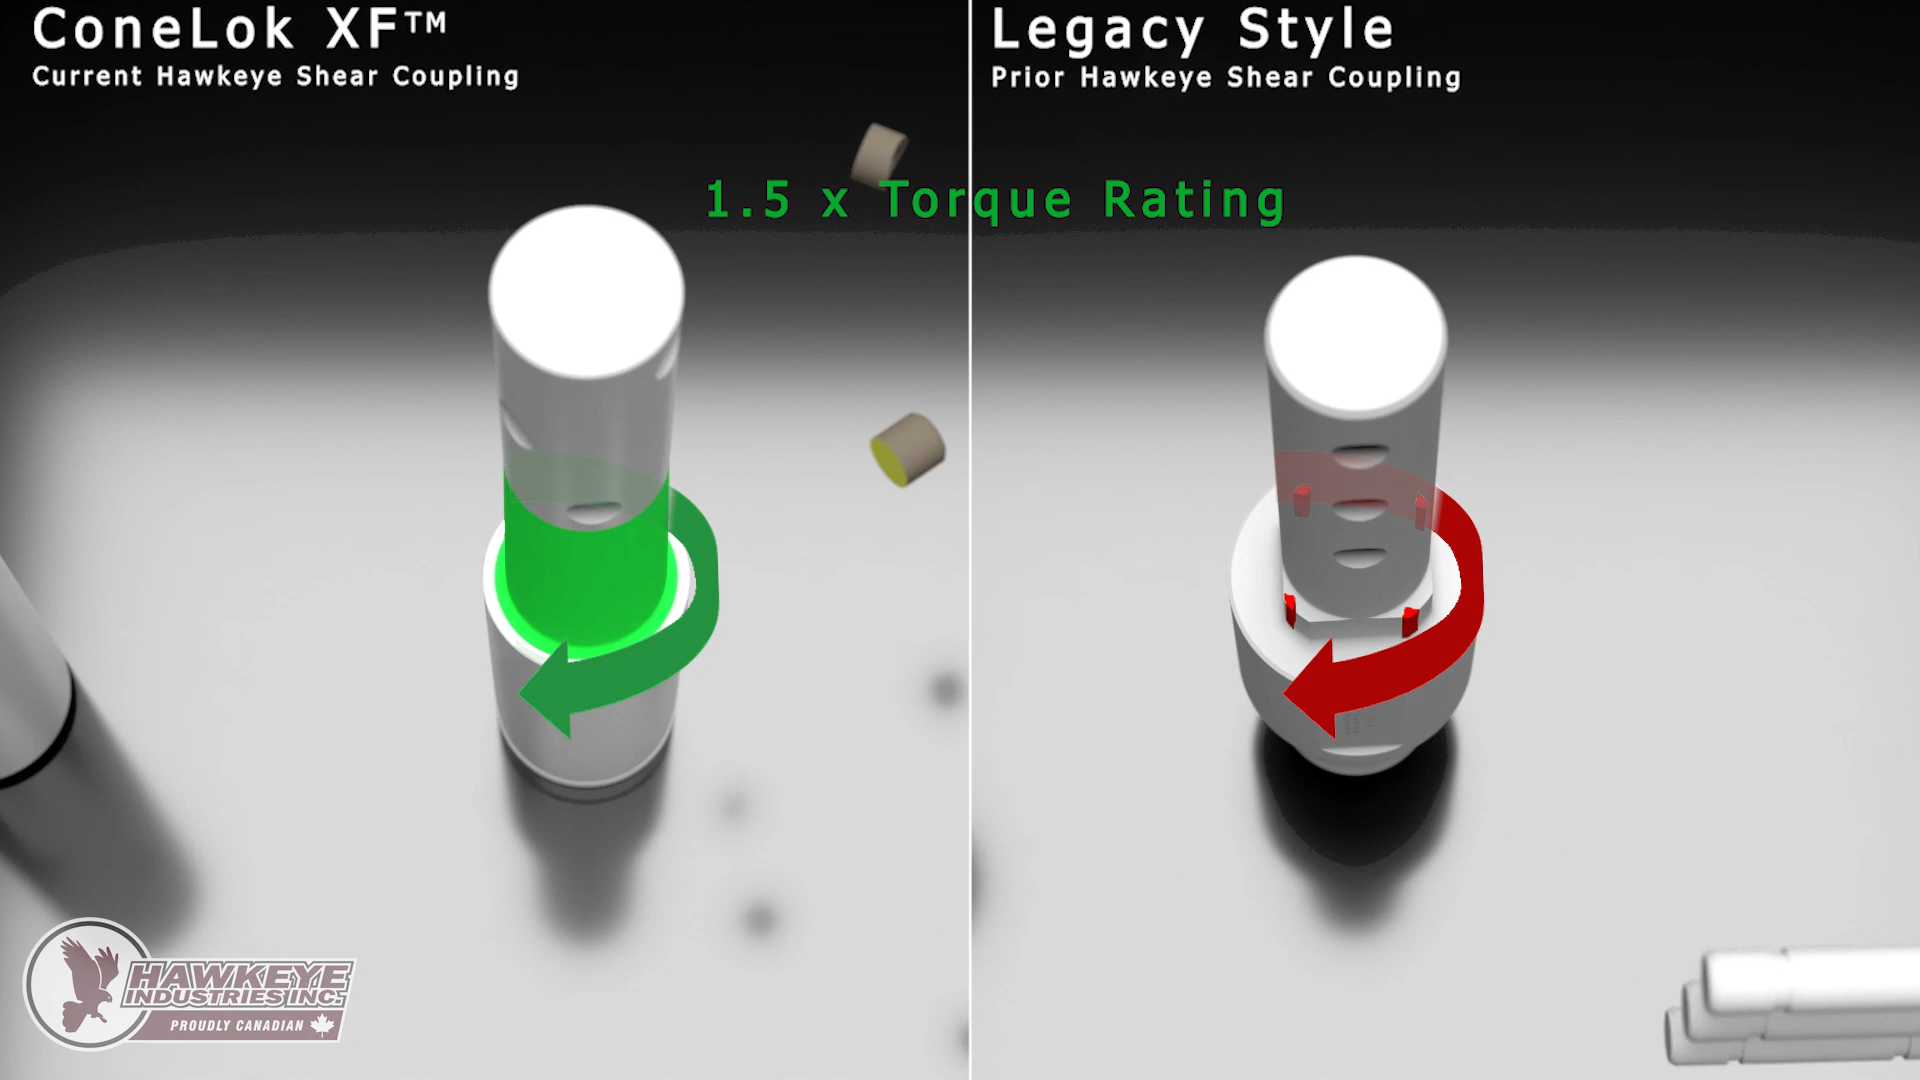 ConeLok XF™
Current Hawkeye Shear Coupling
Legacy Style
Prior Hawkeye Shear Coupling
1.5 x Torque Rating
HAWKEYE
INDUSTRIES INC.
PROUDLY CANADIAN